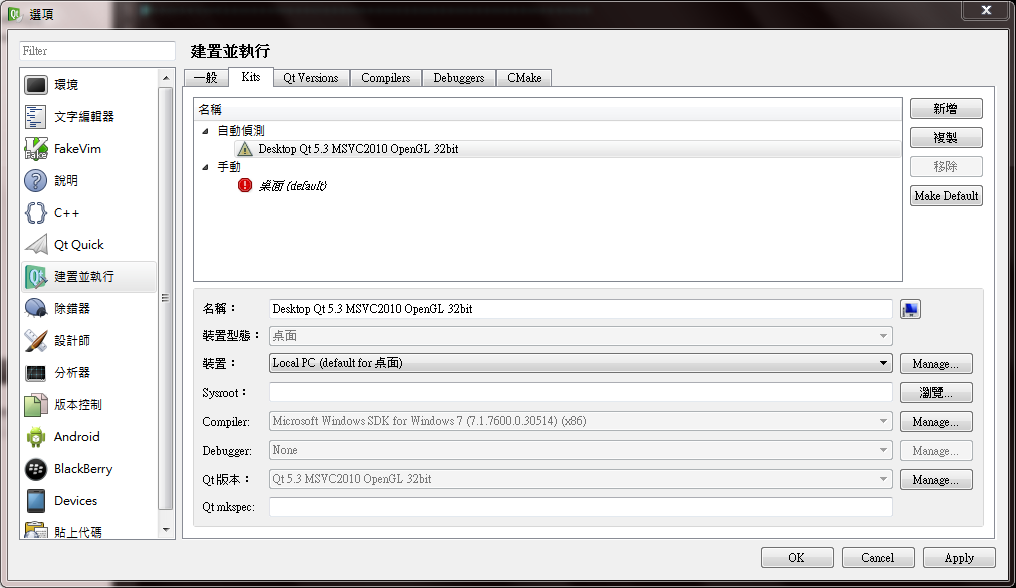 選項
Filter
環境
文字編輯器
FakeVim
說明
C++
Qt Quick
建置並執行
除錯器
設計師
分析器
版本控制
Android
BlackBerry
Devices
貼上代碼
建置並執行
一般 Kits Qt Versions Compilers Debuggers CMake
名稱
自動偵測
Desktop Qt 5.3 MSVC2010 OpenGL 32bit
手動
桌面 (default)
新增
複製
移除
Make Default
名稱： Desktop Qt 5.3 MSVC2010 OpenGL 32bit
裝置型態： 桌面
裝置： Local PC (default for 桌面) Manage...
Sysroot： 瀏覽...
Compiler: Microsoft Windows SDK for Windows 7 (7.1.7600.0.30514) (x86) Manage...
Debugger: None Manage...
Qt版本： Qt 5.3 MSVC2010 OpenGL 32bit Manage...
Qt mkspec:
OK Cancel Apply